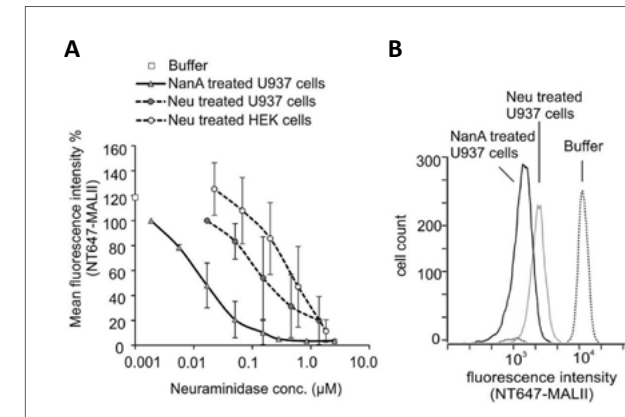 A
Buffer
NanA treated U937 cells
Neu treated U937 cells
Neu treated HEK cells
Mean fluorescence intensity %
(NT647-MALII)
160
140
120
100
80
60
40
20
0
0.001
0.01
0.1
1.0
10.0
Neuraminidase conc. (µM)
B
Neu treated
U937 cells
NanA treated
U937 cells
Buffer
cell count
300
200
100
0
10³
10⁴
fluorescence intensity
(NT647-MALII)